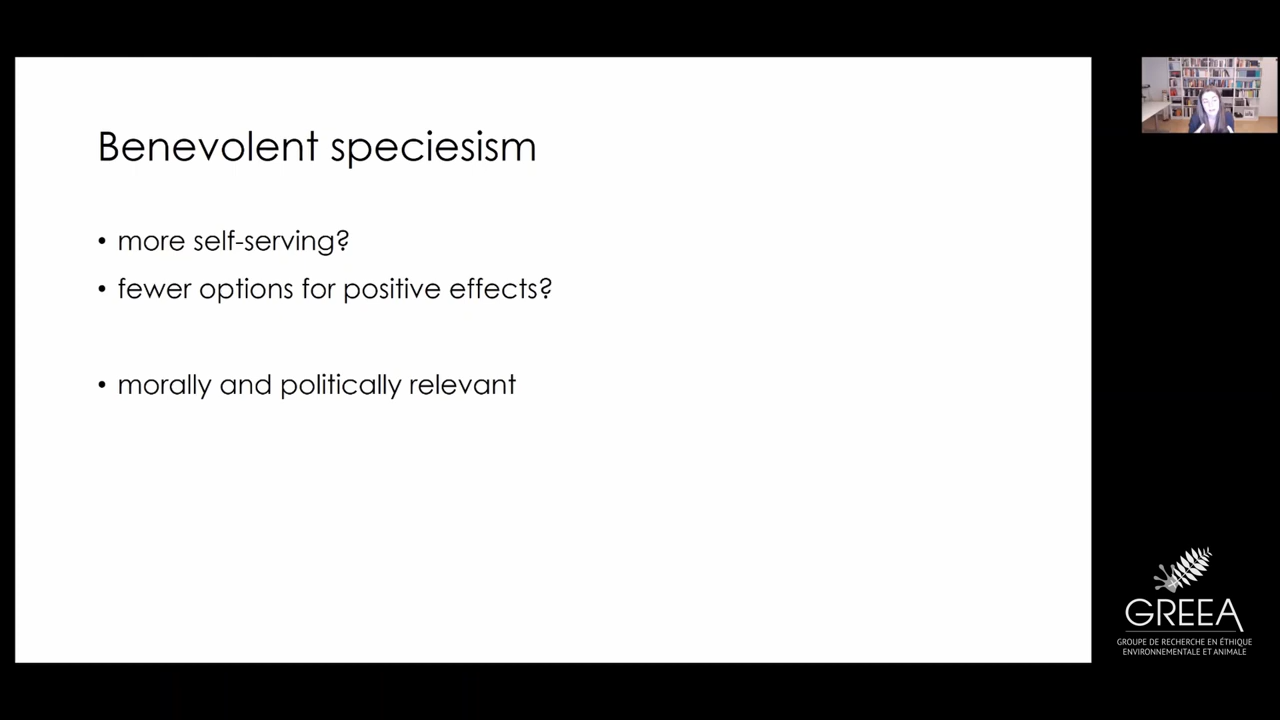 Benevolent speciesism
• more self-serving?
• fewer options for positive effects?
• morally and politically relevant
GREEA
GROUPE DE RECHERCHE EN ÉTHIQUE
ENVIRONNEMENTALE ET ANIMALE